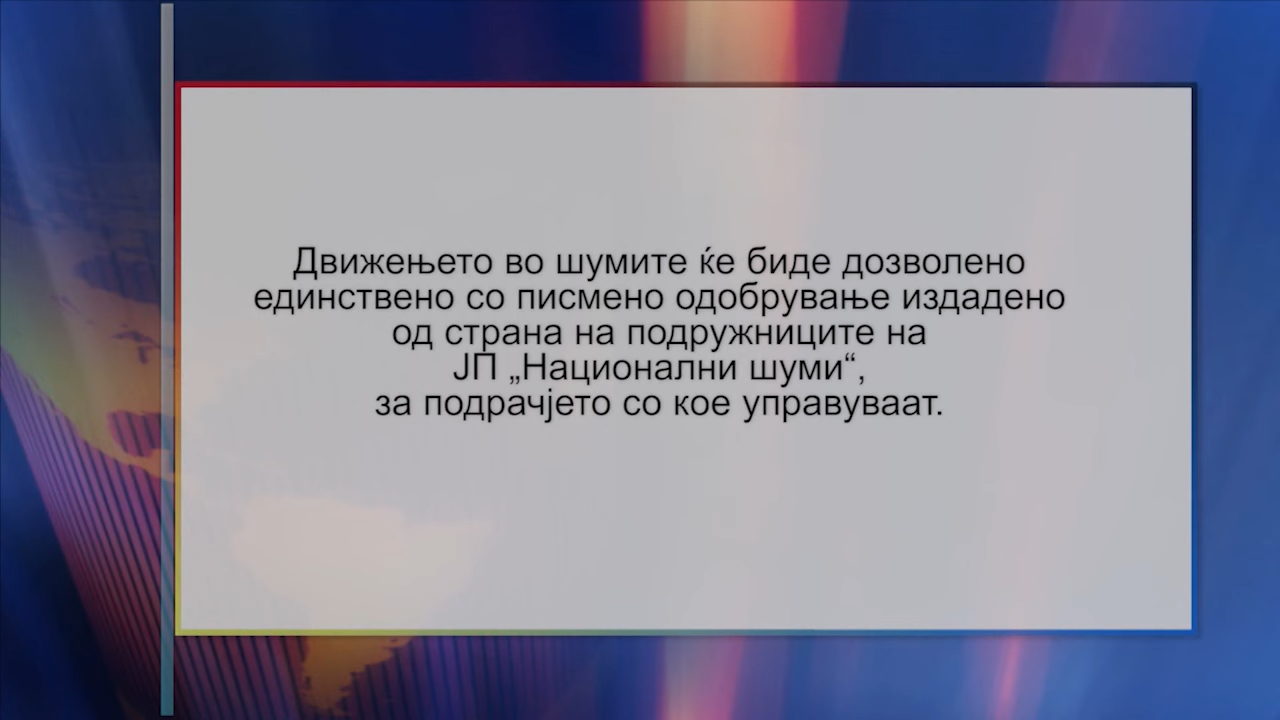 Движењето во шумите ќе биде дозволено
единствено со писмено одобрување издадено
од страна на подружниците на
ЈП „Национални шуми“,
за подрачјето со кое управуваат.